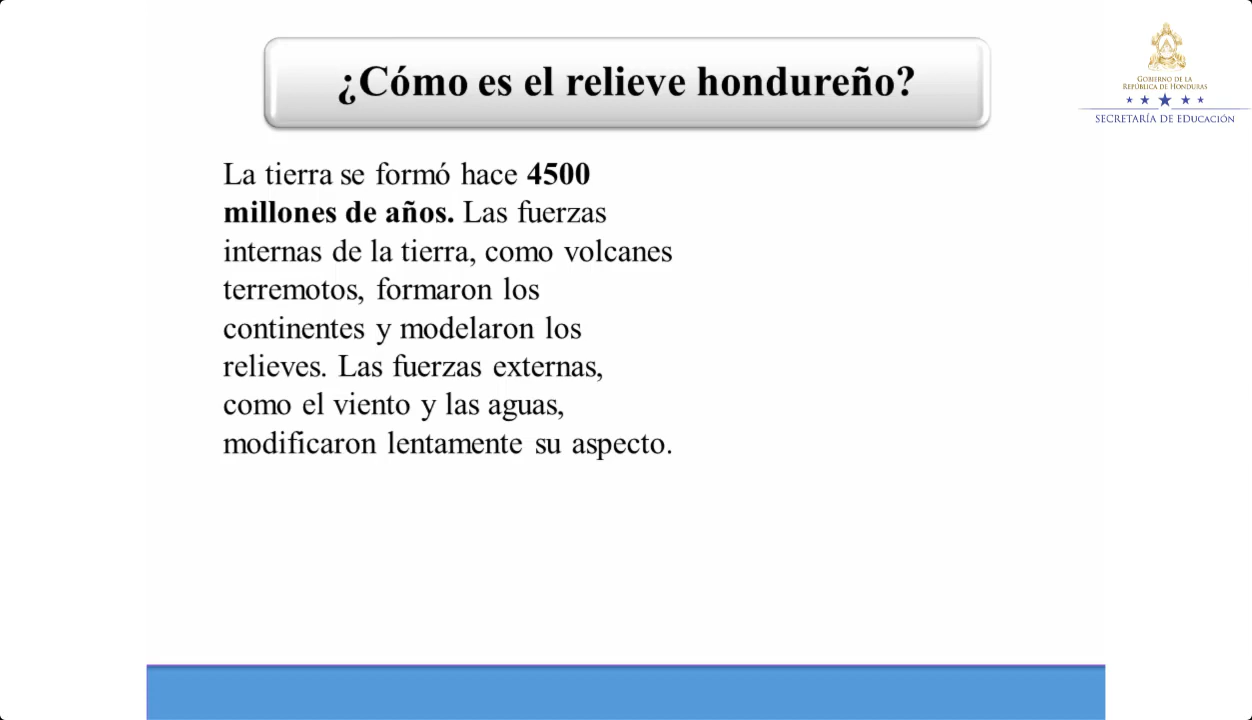 ¿Cómo es el relieve hondureño?
GOBIERNO DE LA
REPÚBLICA DE HONDURAS
SECRETARÍA DE EDUCACIÓN
La tierra se formó hace 4500
millones de años. Las fuerzas
internas de la tierra, como volcanes
terremotos, formaron los
continentes y modelaron los
relieves. Las fuerzas externas,
como el viento y las aguas,
modificaron lentamente su aspecto.